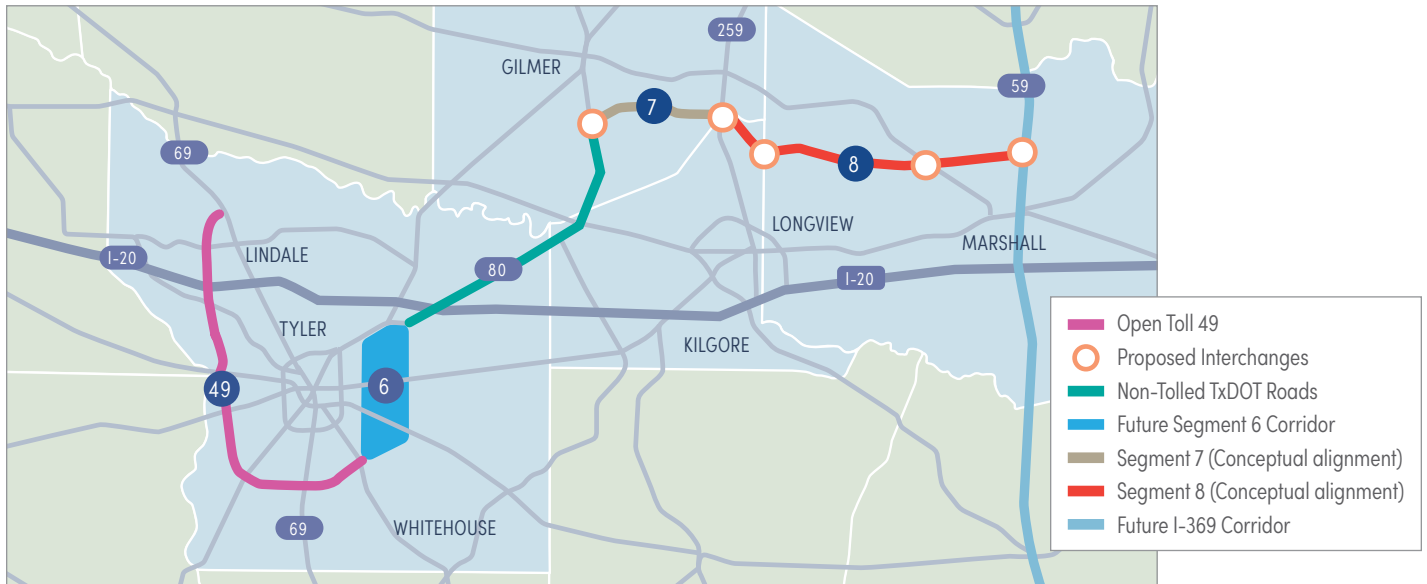 259
GILMER
59
7
69
8
LONGVIEW
MARSHALL
LINDALE
I-20
80
I-20
TYLER
KILGORE
49
6
69
WHITEHOUSE
Open Toll 49
Proposed Interchanges
Non-Tolled TxDOT Roads
Future Segment 6 Corridor
Segment 7 (Conceptual alignment)
Segment 8 (Conceptual alignment)
Future I-369 Corridor